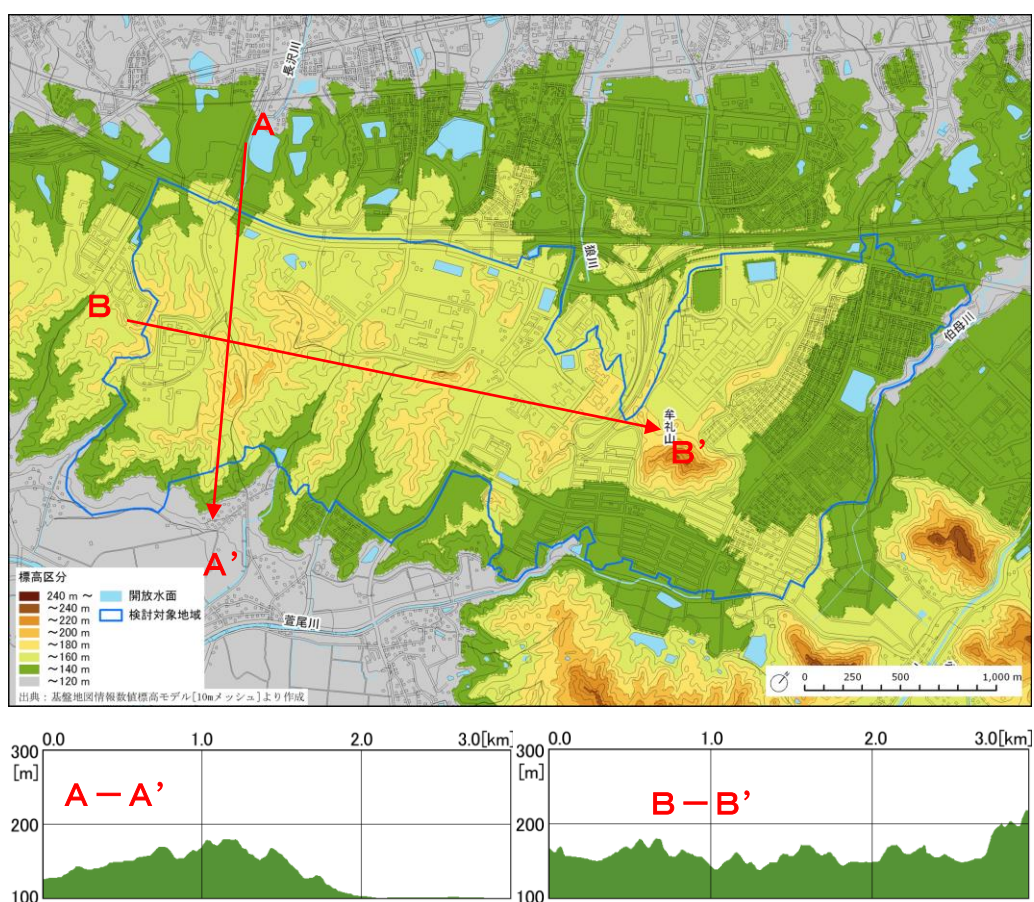 長沢川
A
狼川
B
伯母川
牟礼山
B’
A’
萱尾川
標高区分
240 m ~
~240 m
~220 m
~200 m
~180 m
~160 m
~140 m
~120 m
開放水面
検討対象地域
出典：基盤地図情報数値標高モデル[10mメッシュ]より作成
0 250 500 1,000 m
0.0 1.0 2.0 3.0[km]
300
[m]
200
100
A－A’
0.0 1.0 2.0 3.0[km]
300
[m]
200
100
B－B’